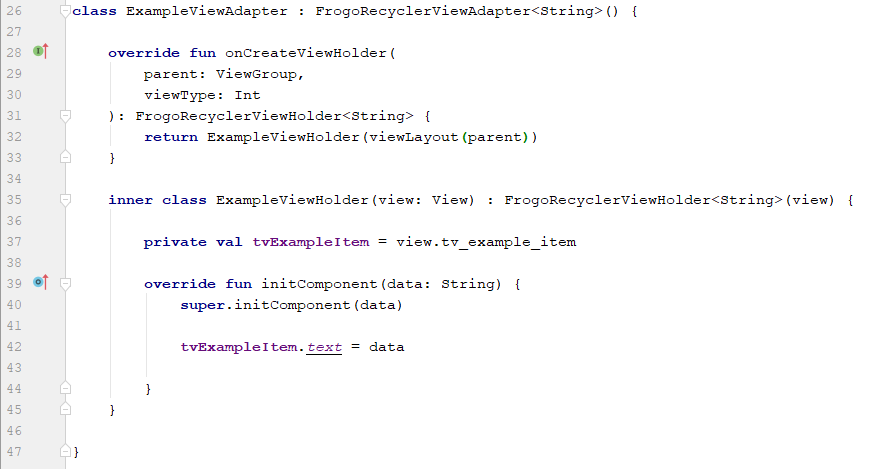 26 class ExampleViewAdapter : FrogoRecyclerViewAdapter<String>() {
27
28     override fun onCreateViewHolder(
29         parent: ViewGroup,
30         viewType: Int
31     ): FrogoRecyclerViewHolder<String> {
32         return ExampleViewHolder(viewLayout(parent))
33     }
34
35     inner class ExampleViewHolder(view: View) : FrogoRecyclerViewHolder<String>(view) {
36
37         private val tvExampleItem = view.tv_example_item
38
39         override fun initComponent(data: String) {
40             super.initComponent(data)
41
42             tvExampleItem.text = data
43
44         }
45     }
46
47 }